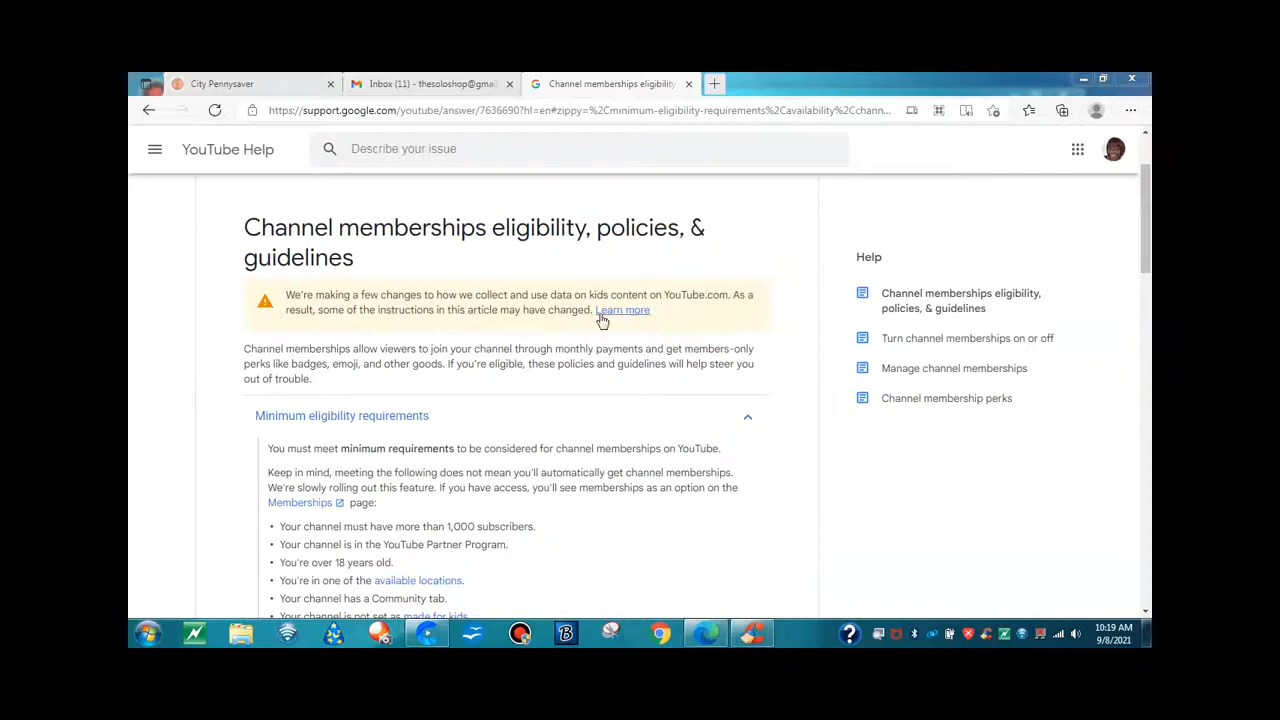 City Pennysaver
Inbox (11) - thesoloshop@gmai
Channel memberships eligibility
https://support.google.com/youtube/answer/7636690?hl=en#zippy=%2Cminimum-eligibility-requirements%2Cavailability%2Cchann...
YouTube Help
Describe your issue
Channel memberships eligibility, policies, &
guidelines
We're making a few changes to how we collect and use data on kids content on YouTube.com. As a
result, some of the instructions in this article may have changed. Learn more
Channel memberships allow viewers to join your channel through monthly payments and get members-only
perks like badges, emoji, and other goods. If you're eligible, these policies and guidelines will help steer you
out of trouble.
Minimum eligibility requirements
You must meet minimum requirements to be considered for channel memberships on YouTube.
Keep in mind, meeting the following does not mean you'll automatically get channel memberships.
We're slowly rolling out this feature. If you have access, you'll see memberships as an option on the
Memberships page:
• Your channel must have more than 1,000 subscribers.
• Your channel is in the YouTube Partner Program.
• You're over 18 years old.
• You're in one of the available locations.
• Your channel has a Community tab.
• Your channel is not set as made for kids
Help
Channel memberships eligibility,
policies, & guidelines
Turn channel memberships on or off
Manage channel memberships
Channel membership perks
10:19 AM
9/8/2021